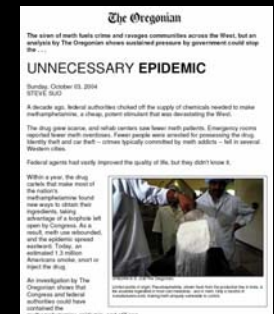 The Oregonian
The siren of meth fuels crime and ravages communities across the West, but an
analysis by The Oregonian shows sustained pressure by government could stop
the . . .
UNNECESSARY EPIDEMIC
Sunday, October 03, 2004
STEVE SUO
A decade ago, federal authorities choked off the supply of chemicals needed to make
methamphetamine, a cheap, potent stimulant that was devastating the West.
The drug grew scarce, and rehab centers saw fewer meth patients. Emergency rooms
reported fewer meth overdoses. Fewer people were arrested for possessing the drug.
Identity theft and car theft -- crimes typically committed by meth addicts -- fell in several
Western cities.
Federal agents had vastly improved the quality of life, but they didn't know it.
Within a year, the drug
cartels that make most of
the nation's
methamphetamine found
new ways to obtain their
ingredients, taking
advantage of a loophole left
open by Congress. As a
result, meth use rebounded,
and the epidemic spread
eastward. Today, an
estimated 1.3 million
Americans smoke, snort or
inject the drug.
An investigation by The
Oregonian shows that
Congress and federal
authorities could have
contained the